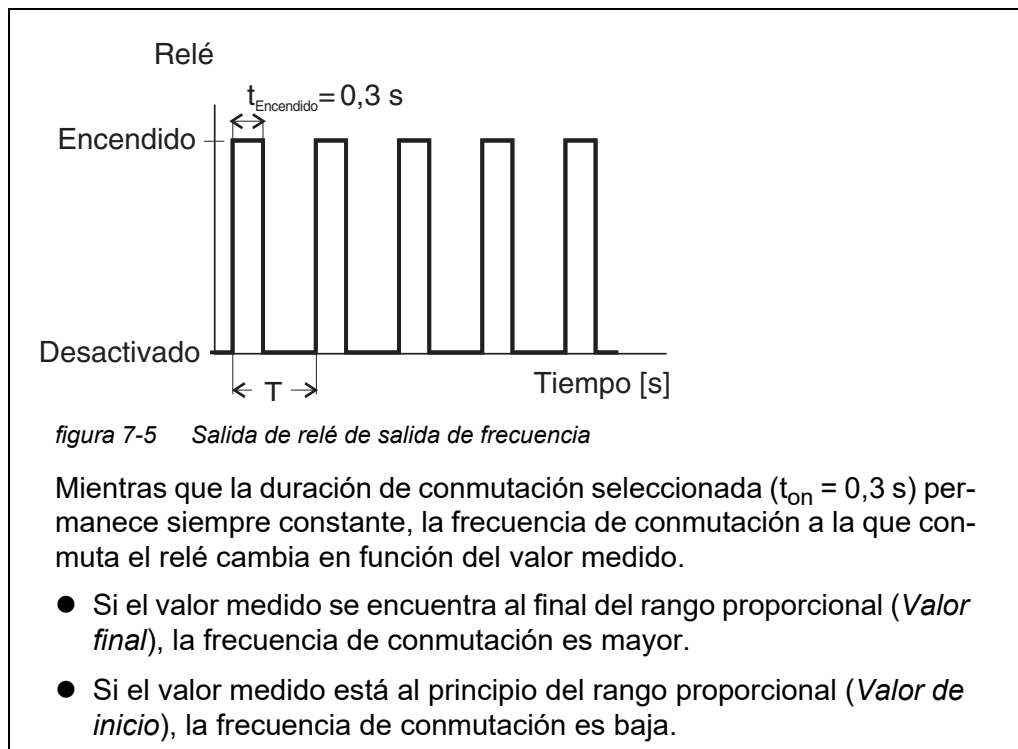 Relé
tEncendido = 0,3 s
Encendido
Desactivado
T
Tiempo [s]
figura 7-5 Salida de relé de salida de frecuencia
Mientras que la duración de conmutación seleccionada (ton = 0,3 s) per-
manece siempre constante, la frecuencia de conmutación a la que con-
muta el relé cambia en función del valor medido.
● Si el valor medido se encuentra al final del rango proporcional (Valor
final), la frecuencia de conmutación es mayor.
● Si el valor medido está al principio del rango proporcional (Valor de
inicio), la frecuencia de conmutación es baja.